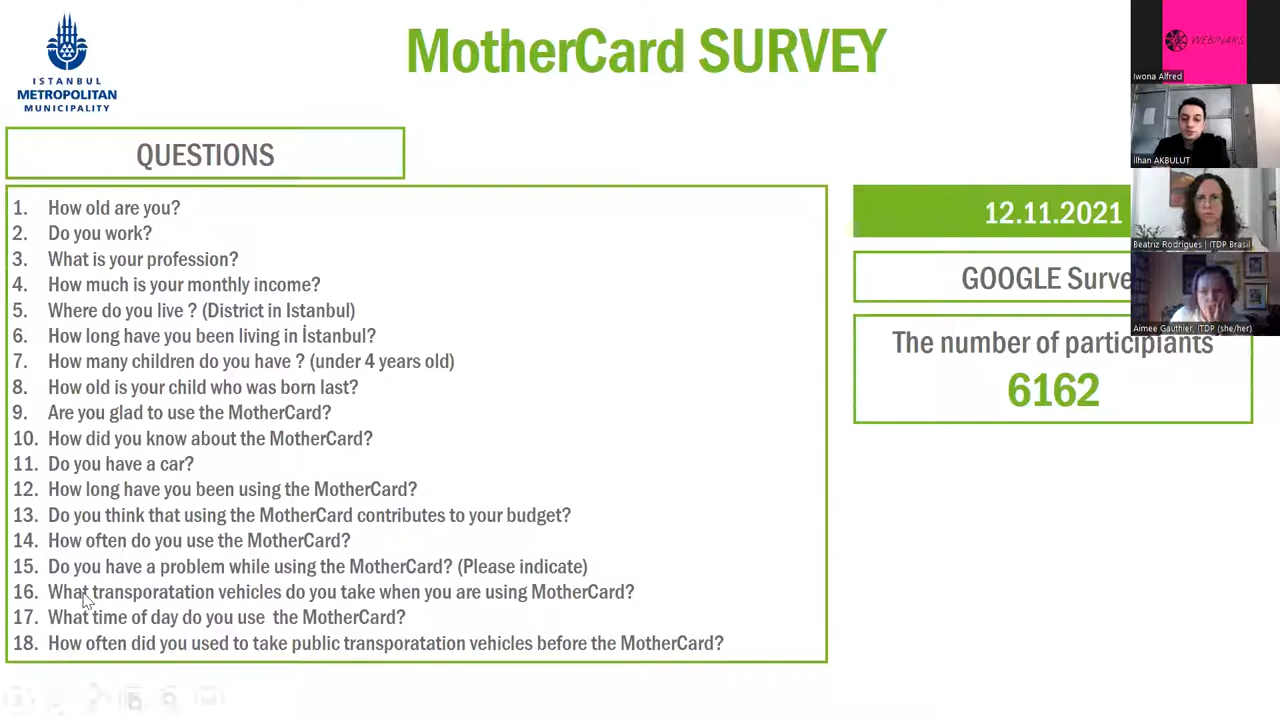 ISTANBUL
METROPOLITAN
MUNICIPALITY
MotherCard SURVEY
WEBINARS
Iwona Alfred
İlhan AKBULUT
Beatriz Rodrigues | ITDP Brasil
Aimee Gauthier, ITDP (she/her)
QUESTIONS
1. How old are you?
2. Do you work?
3. What is your profession?
4. How much is your monthly income?
5. Where do you live ? (District in Istanbul)
6. How long have you been living in İstanbul?
7. How many children do you have ? (under 4 years old)
8. How old is your child who was born last?
9. Are you glad to use the MotherCard?
10. How did you know about the MotherCard?
11. Do you have a car?
12. How long have you been using the MotherCard?
13. Do you think that using the MotherCard contributes to your budget?
14. How often do you use the MotherCard?
15. Do you have a problem while using the MotherCard? (Please indicate)
16. What transporatation vehicles do you take when you are using MotherCard?
17. What time of day do you use the MotherCard?
18. How often did you used to take public transporatation vehicles before the MotherCard?
12.11.2021
GOOGLE Surve
The number of participants
6162